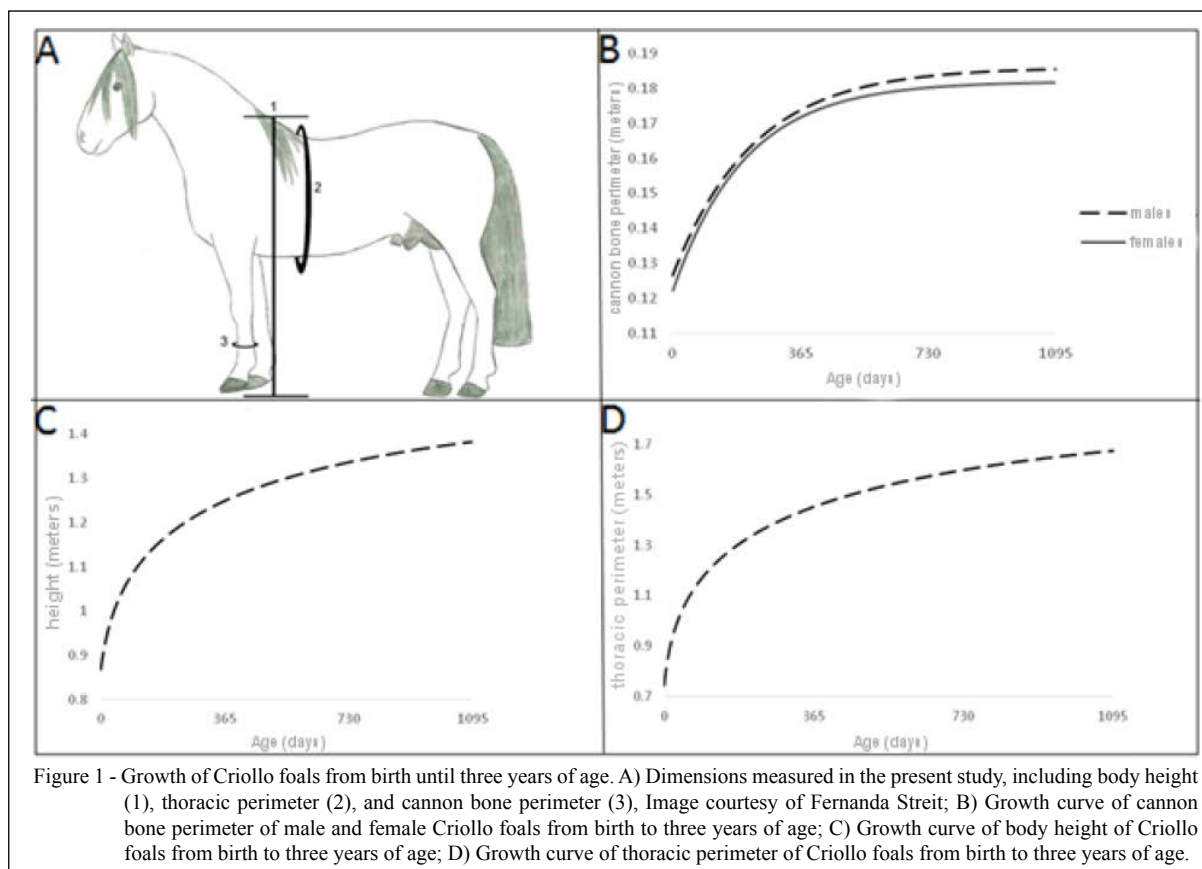 A
1
2
3
B
0.19
0.18
0.17
0.16
0.15
0.14
0.13
0.12
0.11
cannon bone perimeter (meters)
0
365
730
1095
Age (days)
males
females
C
1.4
1.3
1.2
1.1
1
0.9
0.8
height (meters)
0
365
730
1095
Age (days)
D
1.7
1.5
1.3
1.1
0.9
0.7
thoracic perimeter (meters)
0
365
730
1095
Age (days)
Figure 1 - Growth of Criollo foals from birth until three years of age. A) Dimensions measured in the present study, including body height
(1), thoracic perimeter (2), and cannon bone perimeter (3), Image courtesy of Fernanda Streit; B) Growth curve of cannon
bone perimeter of male and female Criollo foals from birth to three years of age; C) Growth curve of body height of Criollo
foals from birth to three years of age; D) Growth curve of thoracic perimeter of Criollo foals from birth to three years of age.